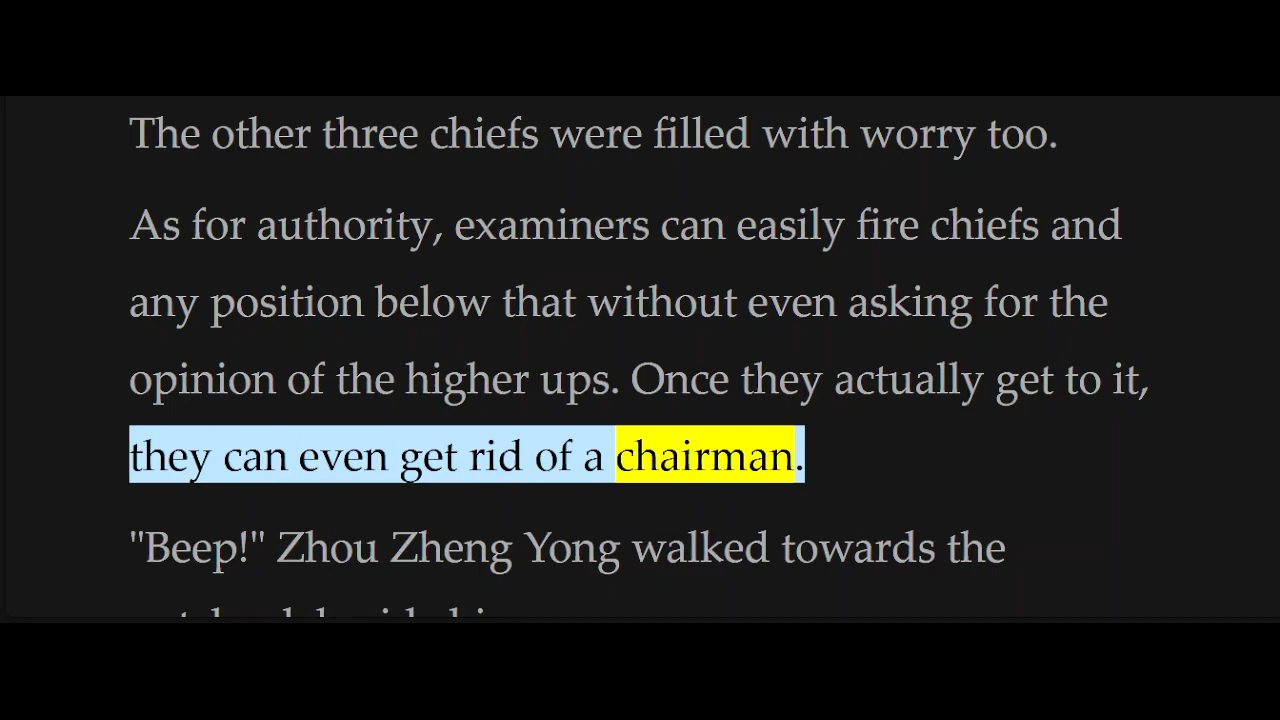 The other three chiefs were filled with worry too.
As for authority, examiners can easily fire chiefs and
any position below that without even asking for the
opinion of the higher ups. Once they actually get to it,
they can even get rid of a chairman.
"Beep!" Zhou Zheng Yong walked towards the